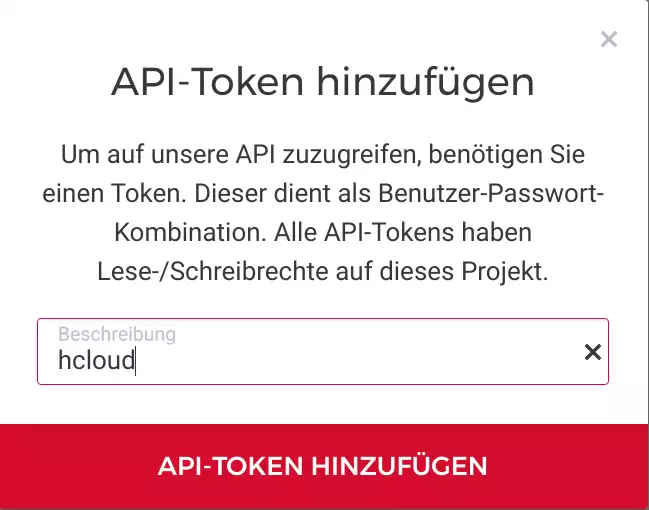 API-Token hinzufügen
Um auf unsere API zuzugreifen, benötigen Sie
einen Token. Dieser dient als Benutzer-Passwort-
Kombination. Alle API-Tokens haben
Lese-/Schreibrechte auf dieses Projekt.
Beschreibung
hcloud
API-TOKEN HINZUFÜGEN